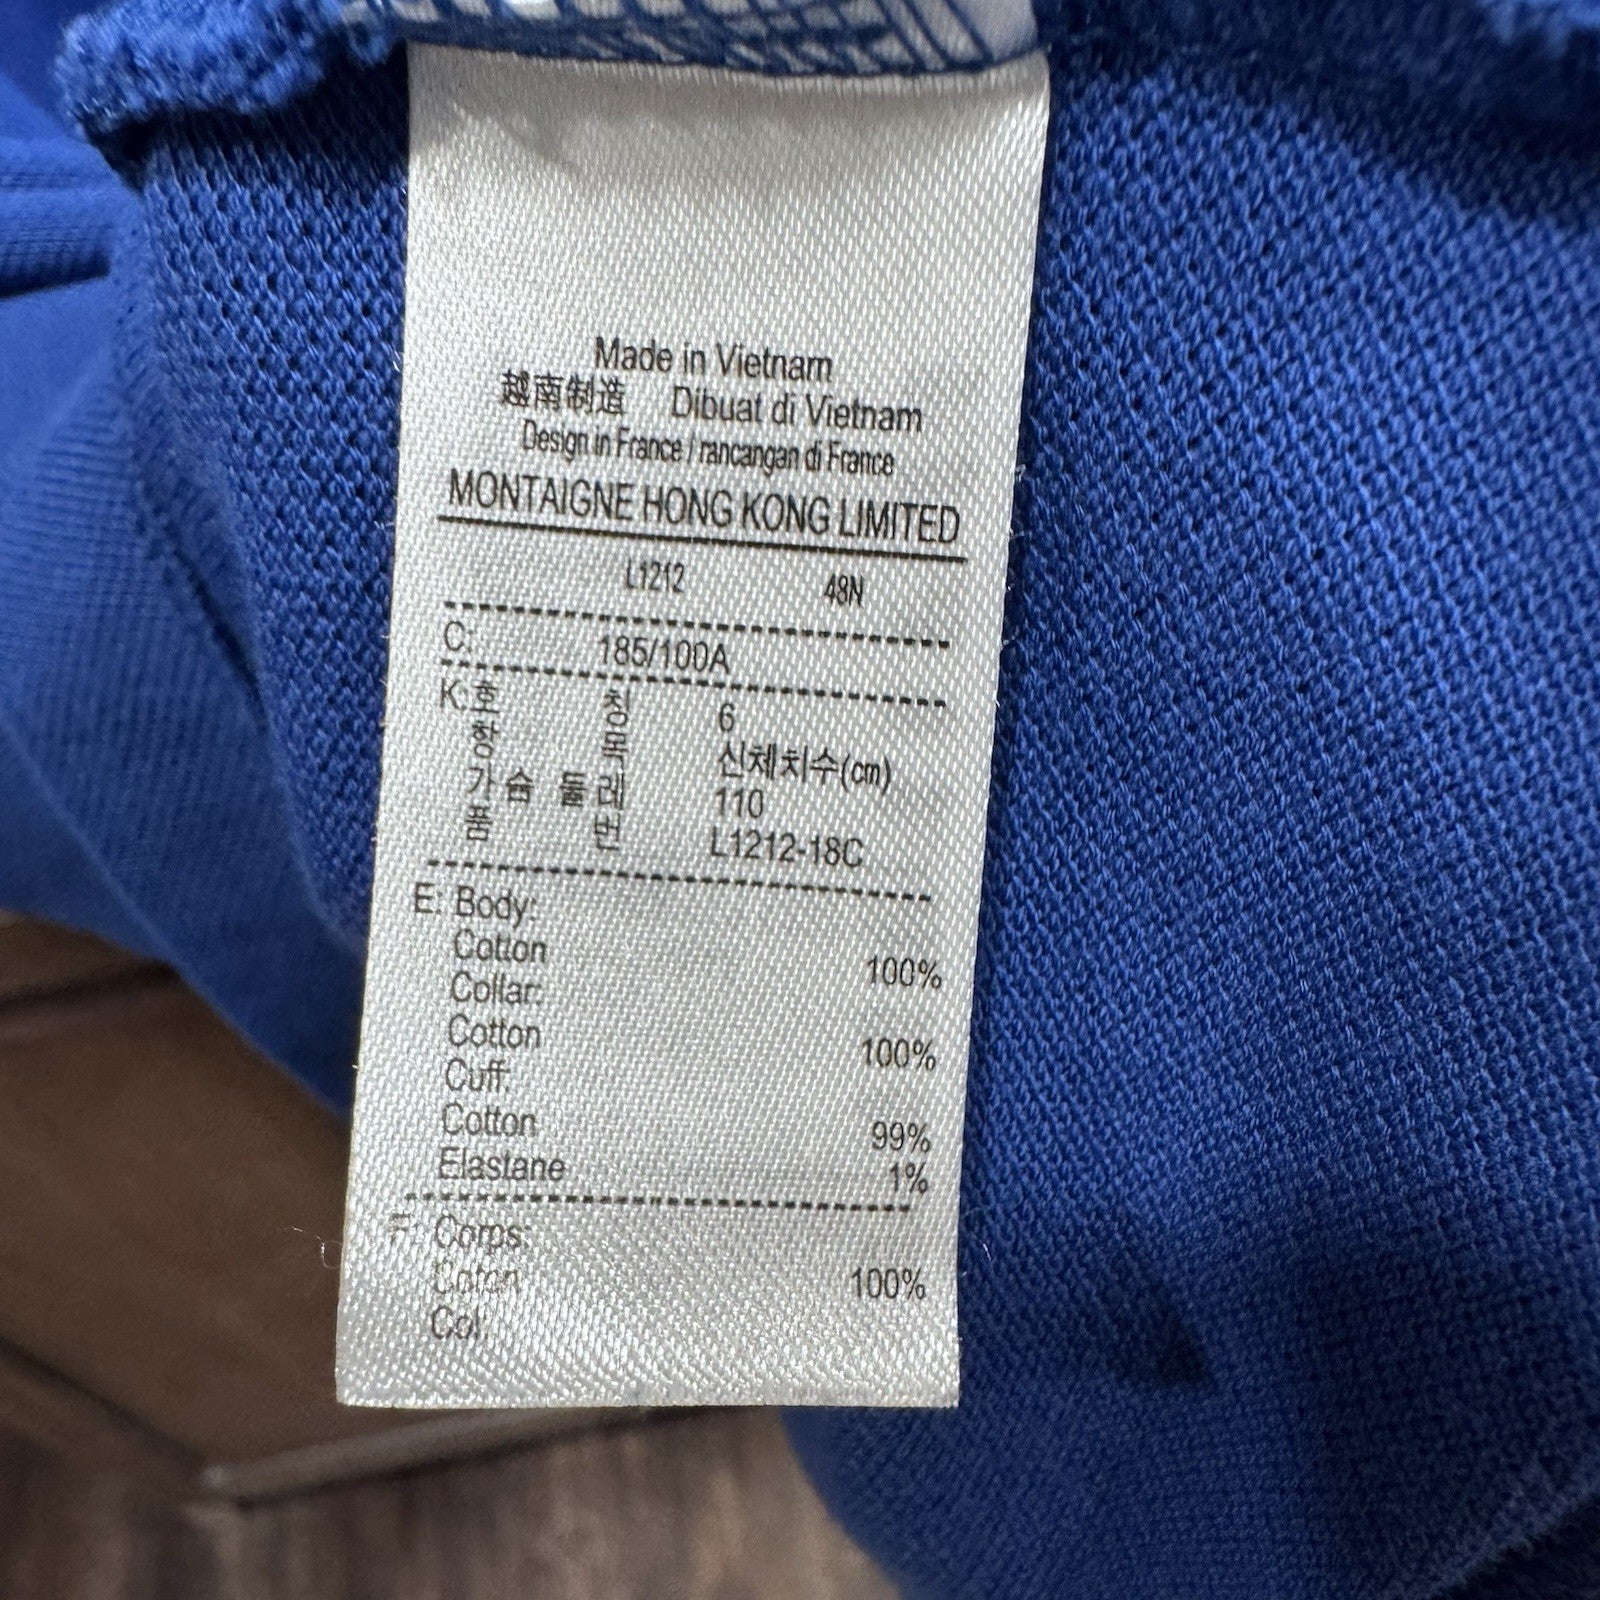 Made in Vietnam
越南制造 Dibuat di Vietnam
Design in France / rancangan di France
MONTAIGNE HONG KONG LIMITED
L1212 48N
C: 185/100A
K: 호칭 6
항목 신체치수(cm)
가슴둘레 110
품번 L1212-18C
E: Body:
Cotton 100%
Collar:
Cotton 100%
Cuff:
Cotton 99%
Elastane 1%
F: Corps:
Coton 100%
Col: